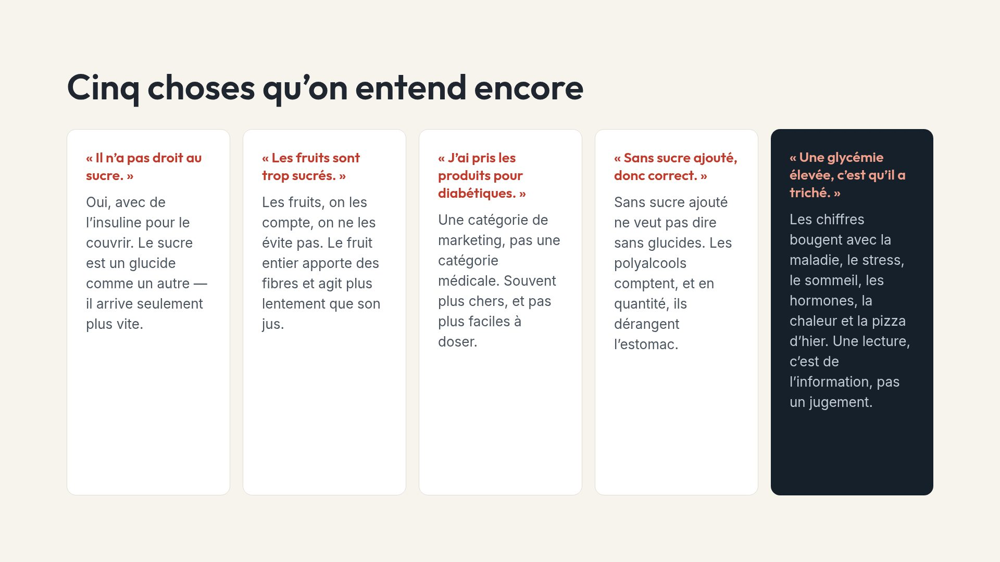 Cinq choses qu’on entend encore
« Il n’a pas droit au
sucre. »
Oui, avec de
l’insuline pour le
couvrir. Le sucre
est un glucide
comme un autre —
il arrive seulement
plus vite.
« Les fruits sont
trop sucrés. »
Les fruits, on les
compte, on ne les
évite pas. Le fruit
entier apporte des
fibres et agit plus
lentement que son
jus.
« J’ai pris les
produits pour
diabétiques. »
Une catégorie de
marketing, pas une
catégorie
médicale. Souvent
plus chers, et pas
plus faciles à
doser.
« Sans sucre ajouté,
donc correct. »
Sans sucre ajouté
ne veut pas dire
sans glucides. Les
polyalcools
comptent, et en
quantité, ils
dérangent
l’estomac.
« Une glycémie
élevée, c’est qu’il a
triché. »
Les chiffres
bougent avec la
maladie, le stress,
le sommeil, les
hormones, la
chaleur et la pizza
d’hier. Une lecture,
c’est de
l’information, pas
un jugement.